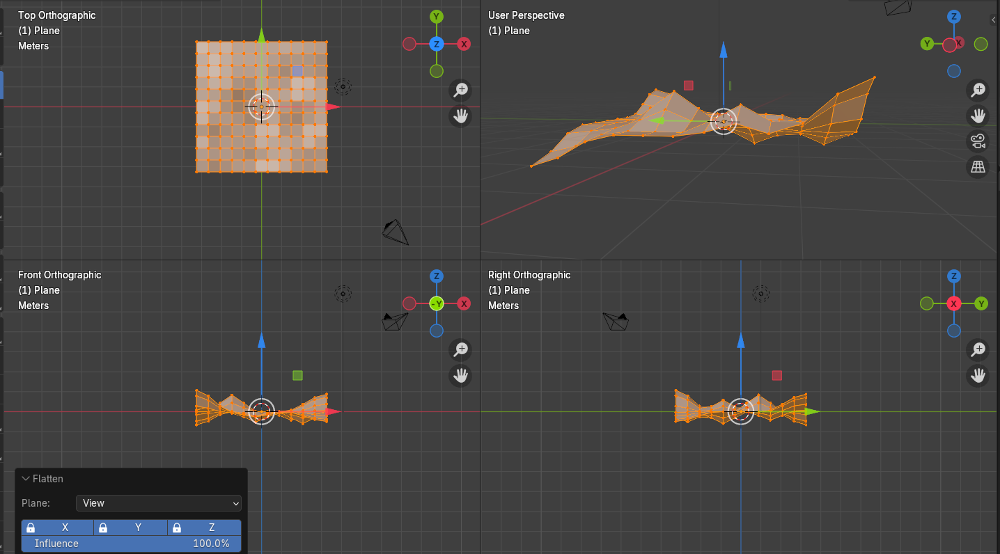 Top Orthographic
(1) Plane
Meters
Y
X
Z
User Perspective
(1) Plane
Z
Y
X
Front Orthographic
(1) Plane
Meters
Z
-Y
X
Right Orthographic
(1) Plane
Meters
Z
X
Y
Flatten
Plane: View
X Y Z
Influence 100.0%